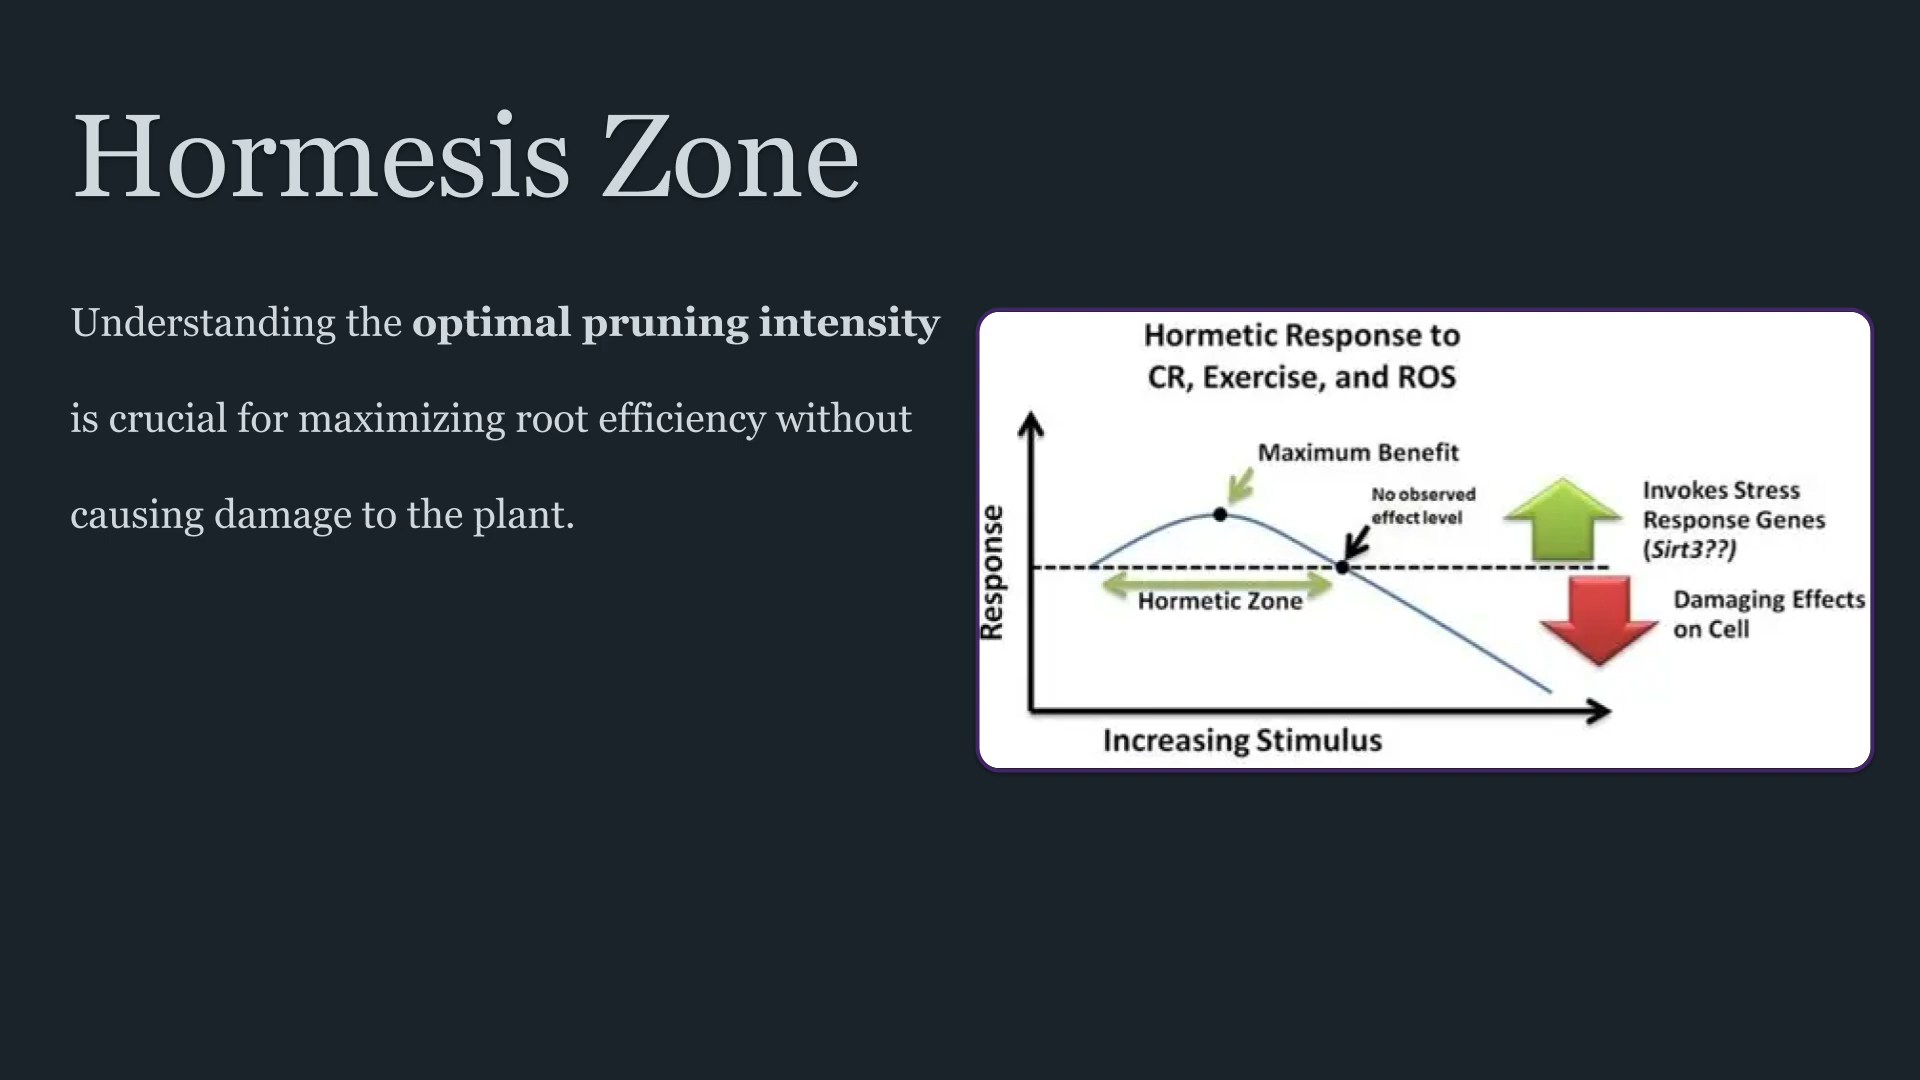 Hormesis Zone
Understanding the optimal pruning intensity
is crucial for maximizing root efficiency without
causing damage to the plant.
Hormetic Response to
CR, Exercise, and ROS
Maximum Benefit
No observed
effect level
Invokes Stress
Response Genes
(Sirt3??)
Response
Hormetic Zone
Damaging Effects
on Cell
Increasing Stimulus